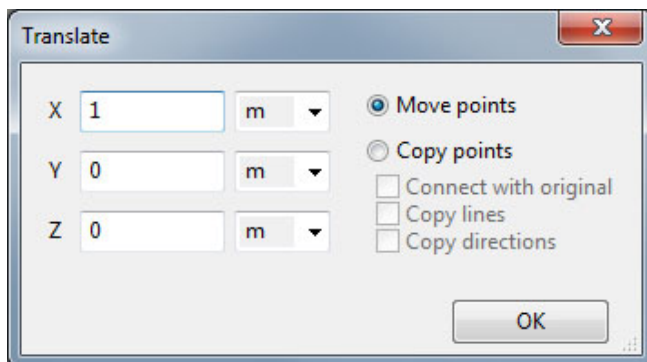 Translate
X 1 m Move points
Copy points
Y 0 m Connect with original
Copy lines
Z 0 m Copy directions
OK